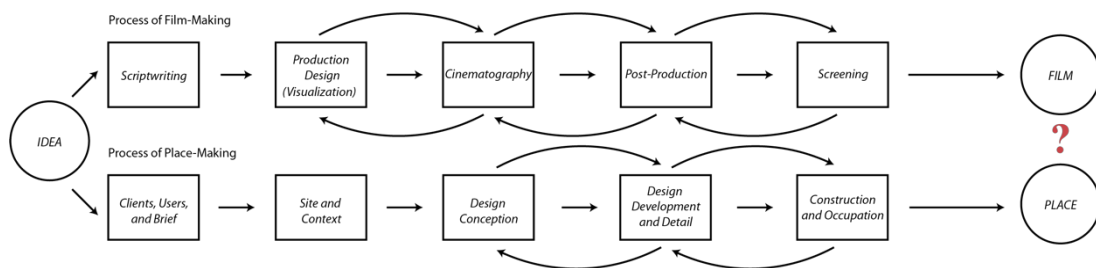 Process of Film-Making
IDEA
Scriptwriting
Production
Design
(Visualization)
Cinematography
Post-Production
Screening
FILM
?
Process of Place-Making
Clients, Users,
and Brief
Site and
Context
Design
Conception
Design
Development
and Detail
Construction
and Occupation
PLACE